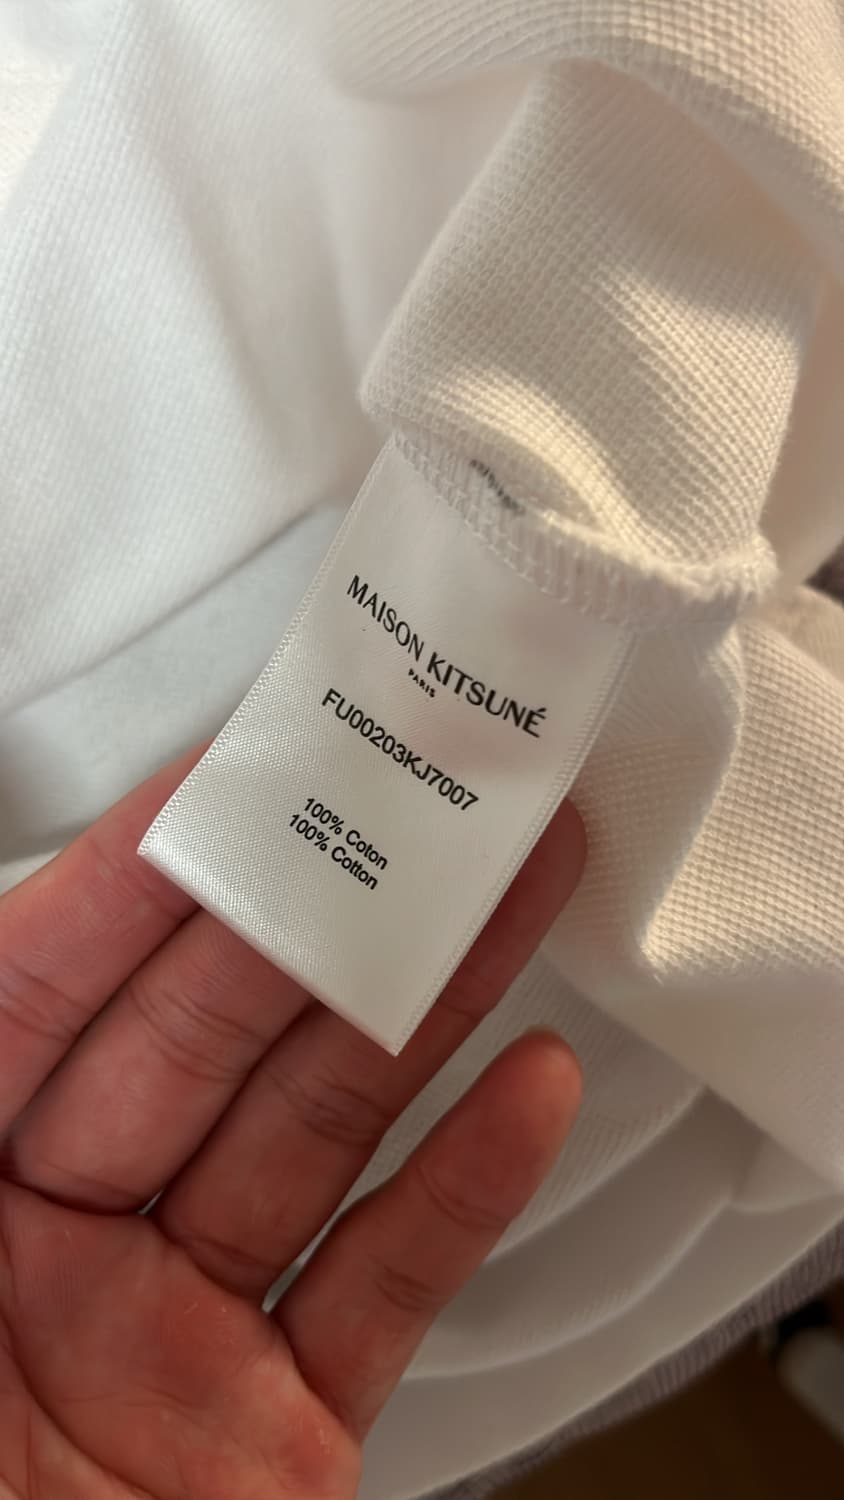 MAISON KITSUNÉ
PARIS
FU00203KJ7007
100% Coton
100% Cotton